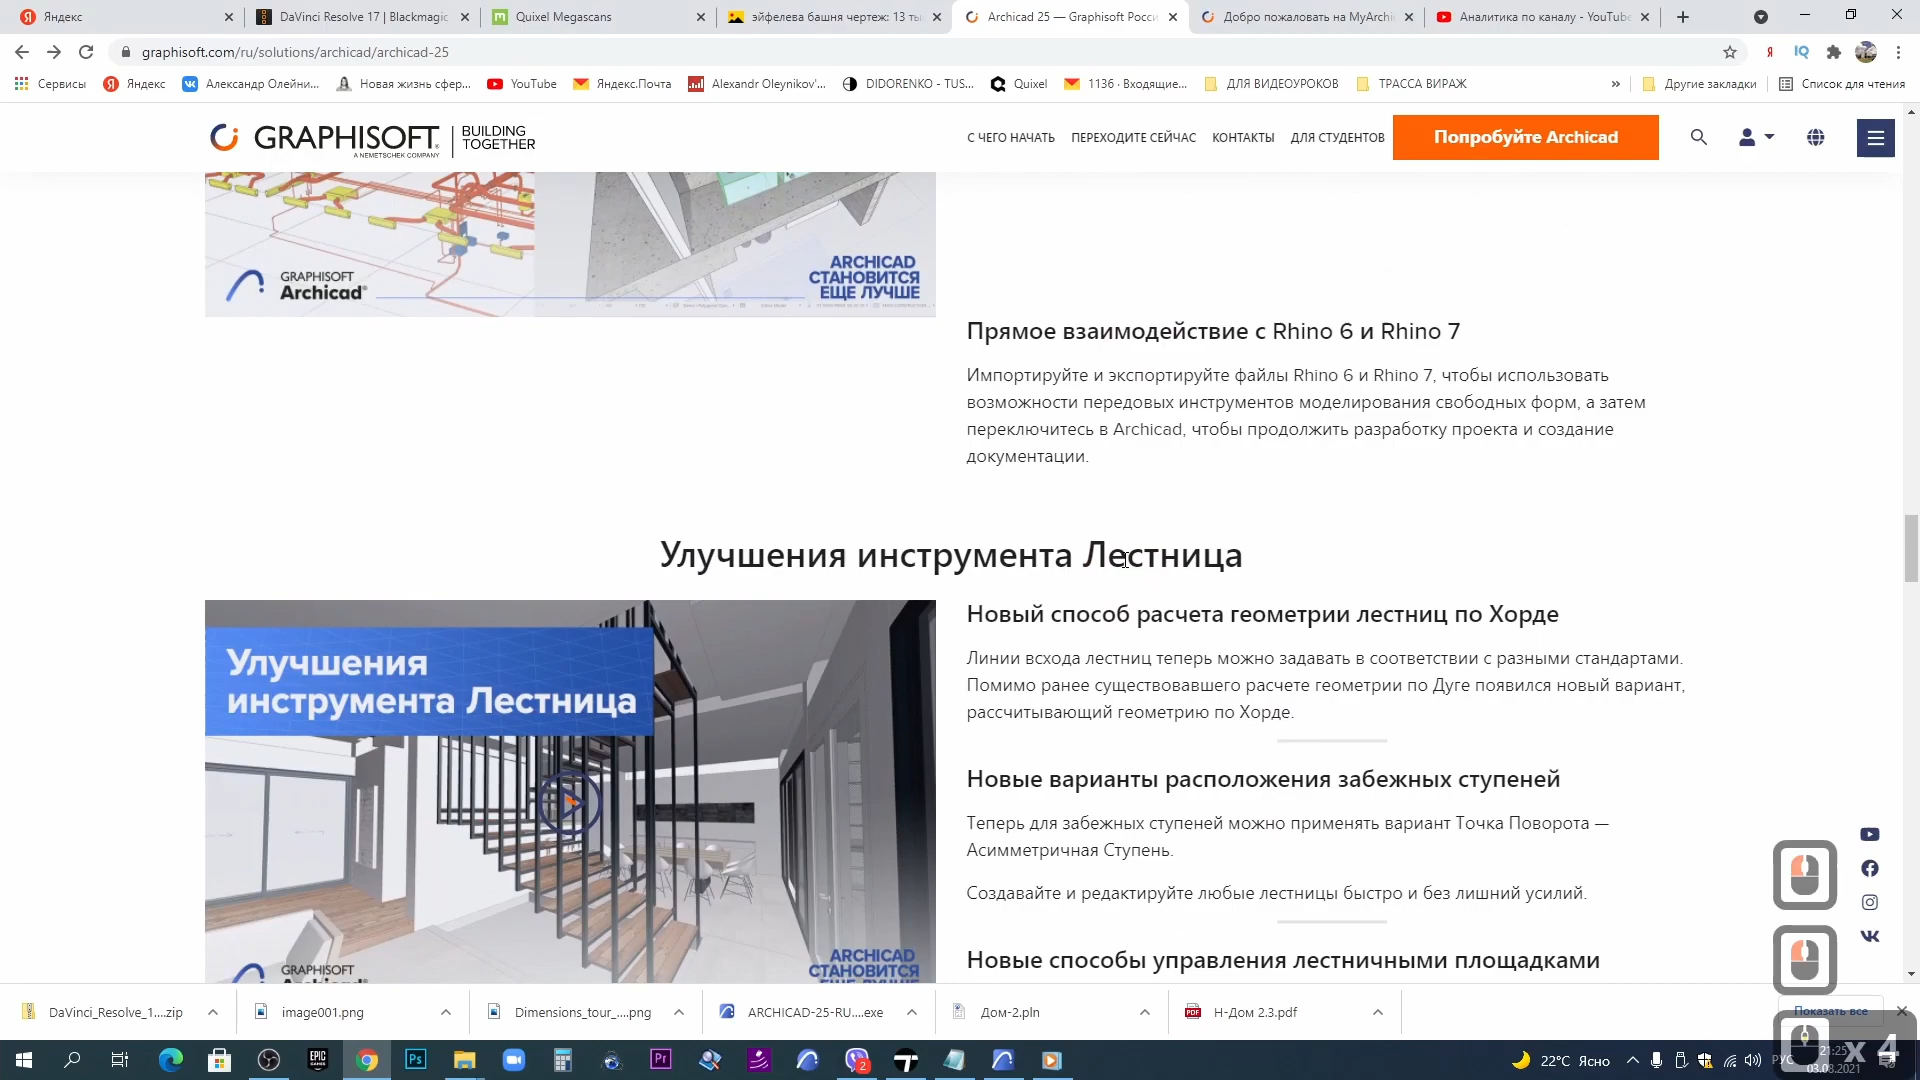 Яндекс
DaVinci Resolve 17 | Blackmagic
Quixel Megascans
эйфелева башня чертеж: 13 ты
Archicad 25 — Graphisoft Росси
Добро пожаловать на MyArchi
Аналитика по каналу - YouTube
graphisoft.com/ru/solutions/archicad/archicad-25
Сервисы
Яндекс
Александр Олейни...
Новая жизнь сфер...
YouTube
Яндекс.Почта
Alexandr Oleynikov'...
DIDORENKO - TUS...
Quixel
1136 · Входящие...
ДЛЯ ВИДЕОУРОКОВ
ТРАССА ВИРАЖ
»
Другие закладки
Список для чтения
GRAPHISOFT
A NEMETSCHEK COMPANY
BUILDING
TOGETHER
С ЧЕГО НАЧАТЬ
ПЕРЕХОДИТЕ СЕЙЧАС
КОНТАКТЫ
ДЛЯ СТУДЕНТОВ
Попробуйте Archicad
GRAPHISOFT
Archicad
ARCHICAD
СТАНОВИТСЯ
ЕЩЕ ЛУЧШЕ
Прямое взаимодействие с Rhino 6 и Rhino 7
Импортируйте и экспортируйте файлы Rhino 6 и Rhino 7, чтобы использовать
возможности передовых инструментов моделирования свободных форм, а затем
переключитесь в Archicad, чтобы продолжить разработку проекта и создание
документации.
Улучшения инструмента Лестница
Улучшения
инструмента Лестница
GRAPHISOFT
Archicad
ARCHICAD
СТАНОВИТСЯ
Новый способ расчета геометрии лестниц по Хорде
Линии всхода лестниц теперь можно задавать в соответствии с разными стандартами.
Помимо ранее существовавшего расчете геометрии по Дуге появился новый вариант,
рассчитывающий геометрию по Хорде.
Новые варианты расположения забежных ступеней
Теперь для забежных ступеней можно применять вариант Точка Поворота —
Асимметричная Ступень.
Создавайте и редактируйте любые лестницы быстро и без лишний усилий.
Новые способы управления лестничными площадками
DaVinci_Resolve_1....zip
image001.png
Dimensions_tour_....png
ARCHICAD-25-RU....exe
Дом-2.pln
Н-Дом 2.3.pdf
Показать все
22°C Ясно
РУС
21:25
03.08.2021
x 4